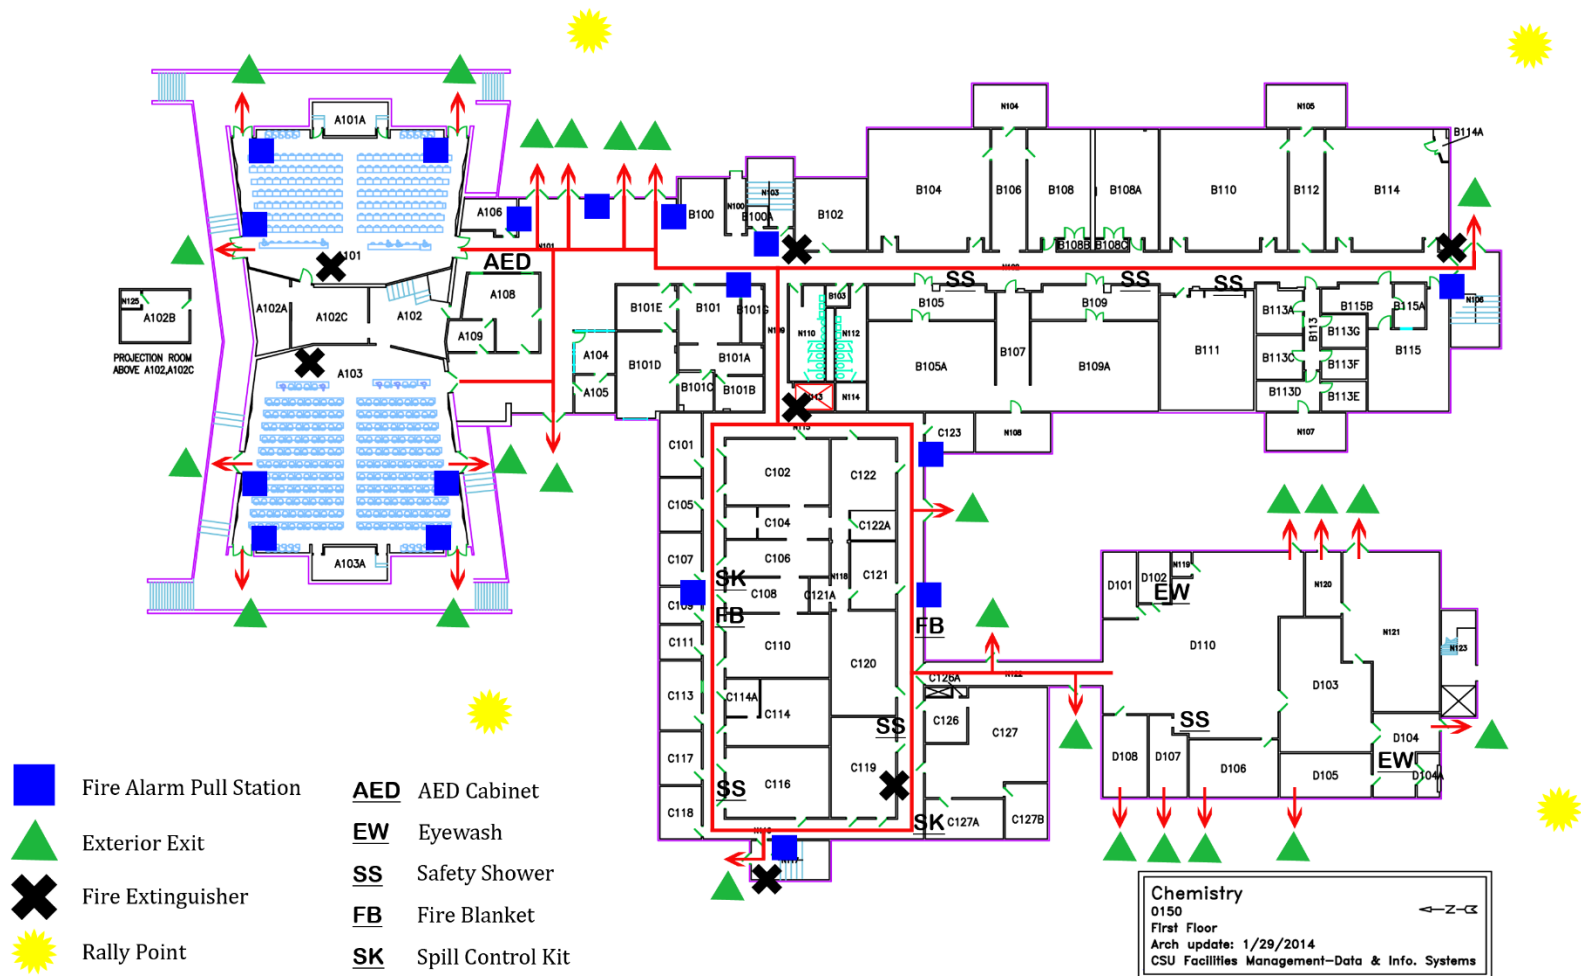 A101A
N104
N105
B114A
A106
N101
B100
N100
N103
B100A
B102
B104
B106
B108
B108A
B110
B112
B114
B108B
B108C
AED
SS
SS
SS
N125
A102B
PROJECTION ROOM
ABOVE A102,A102C
A102A
A102C
A102
A108
A109
A103
A104
A105
B101E
B101
B101D
B101A
B101C
B101B
N110
B103
N112
N113
N114
B105
B105A
B107
B109
B109A
B111
B113A
B113
B113C
B113D
B113G
B113F
B113E
B115B
B115A
B115
N106
N107
N108
N115
A103A
C101
C102
C122
C123
C105
C104
C122A
C107
C106
N118
C121
SK
C109
C108
C121A
FB
FB
C111
C110
C120
C113
C114A
C114
C126A
N122
C126
C127
SS
C117
C116
C119
SS
C118
C127A
C127B
SK
D101
D102
N119
EW
N120
N121
N123
D110
D103
SS
D108
D107
D106
D105
D104
EW
D104A
Fire Alarm Pull Station
Exterior Exit
Fire Extinguisher
Rally Point
AED AED Cabinet
EW Eyewash
SS Safety Shower
FB Fire Blanket
SK Spill Control Kit
Chemistry
0150
First Floor
Arch update: 1/29/2014
CSU Facilities Management-Data & Info. Systems
N